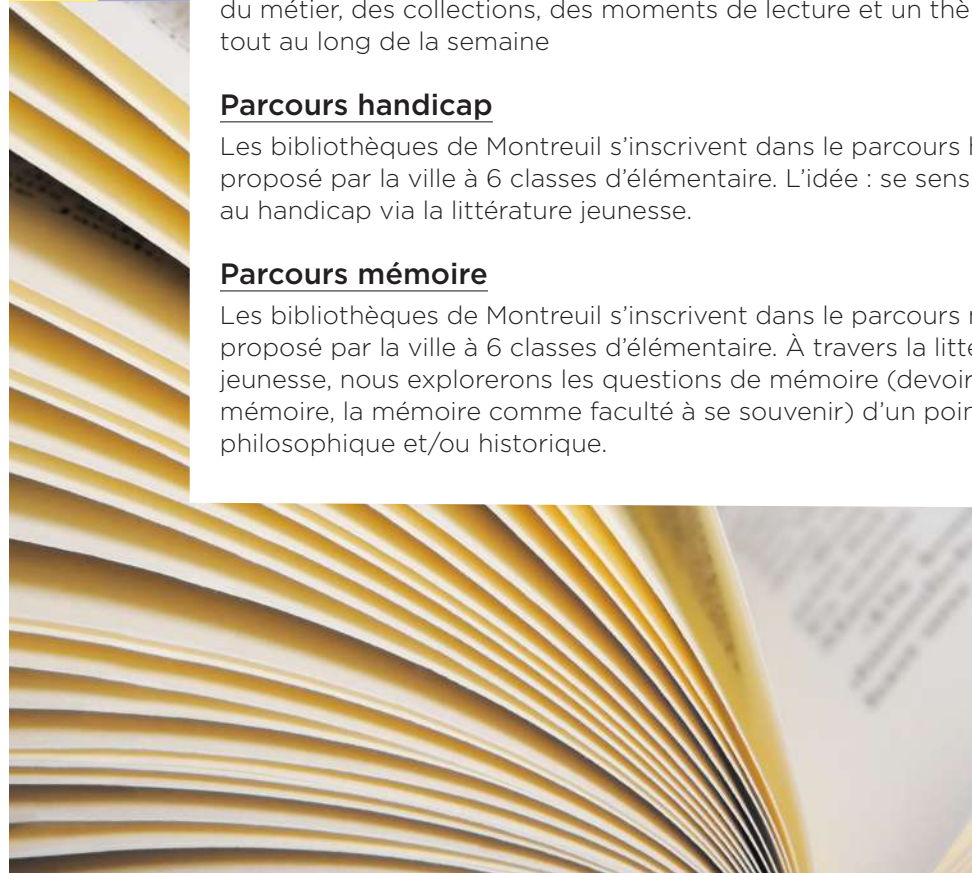 du métier, des collections, des moments de lecture et un
tout au long de la semaine
Parcours handicap
Les bibliothèques de Montreuil s’inscrivent dans le parcours
proposé par la ville à 6 classes d’élémentaire. L’idée : se
au handicap via la littérature jeunesse.
Parcours mémoire
Les bibliothèques de Montreuil s’inscrivent dans le parcours
proposé par la ville à 6 classes d’élémentaire. À travers la
jeunesse, nous explorerons les questions de mémoire (devoir
mémoire, la mémoire comme faculté à se souvenir) d’un
philosophique et/ou historique.